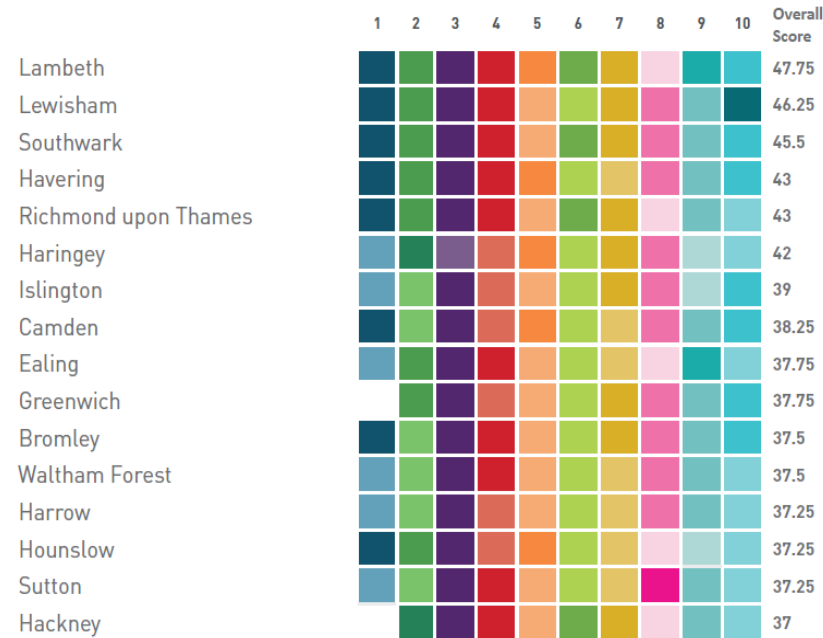 1 2 3 4 5 6 7 8 9 10 Overall Score
Lambeth 47.75
Lewisham 46.25
Southwark 45.5
Havering 43
Richmond upon Thames 43
Haringey 42
Islington 39
Camden 38.25
Ealing 37.75
Greenwich 37.75
Bromley 37.5
Waltham Forest 37.5
Harrow 37.25
Hounslow 37.25
Sutton 37.25
Hackney 37